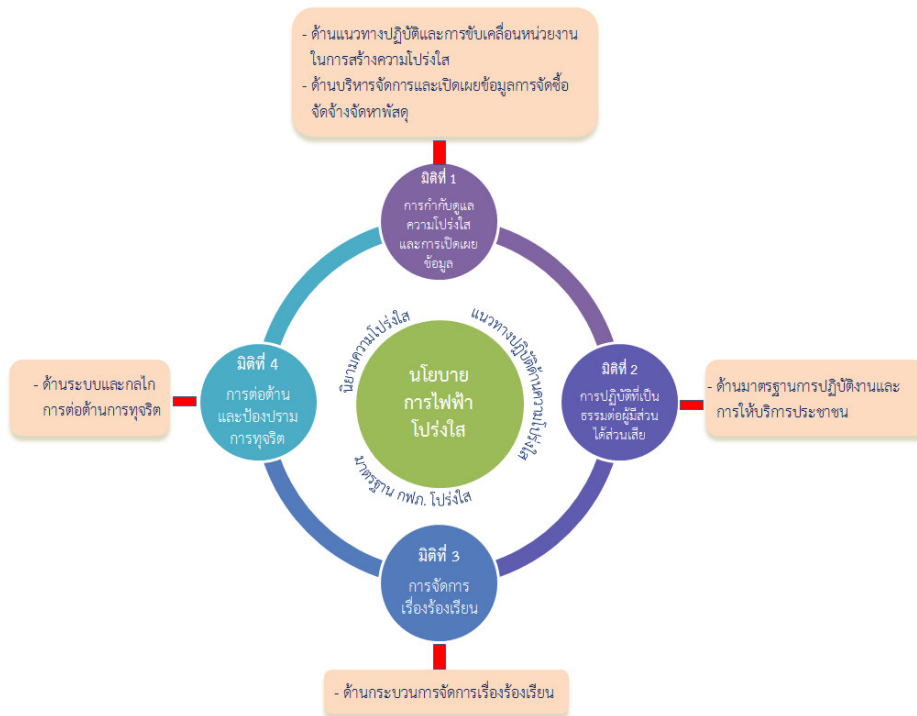 - ด้านแนวทางปฏิบัติและการขับเคลื่อนหน่วยงาน
ในการสร้างความโปร่งใส
- ด้านบริหารจัดการและเปิดเผยข้อมูลการจัดซื้อ
จัดจ้างจัดหาพัสดุ
มิติที่ 1
การกำกับดูแล
ความโปร่งใส
และการเปิดเผย
ข้อมูล
นิยามความโปร่งใส
แนวทางปฏิบัติด้านความโปร่งใส
มาตรฐาน กฟภ. โปร่งใส
นโยบาย
การไฟฟ้า
โปร่งใส
มิติที่ 2
การปฏิบัติที่เป็น
ธรรมต่อผู้มีส่วน
ได้ส่วนเสีย
- ด้านมาตรฐานการปฏิบัติงานและ
การให้บริการประชาชน
มิติที่ 3
การจัดการ
เรื่องร้องเรียน
- ด้านกระบวนการจัดการเรื่องร้องเรียน
มิติที่ 4
การต่อต้าน
และป้องปราม
การทุจริต
- ด้านระบบและกลไก
การต่อต้านการทุจริต